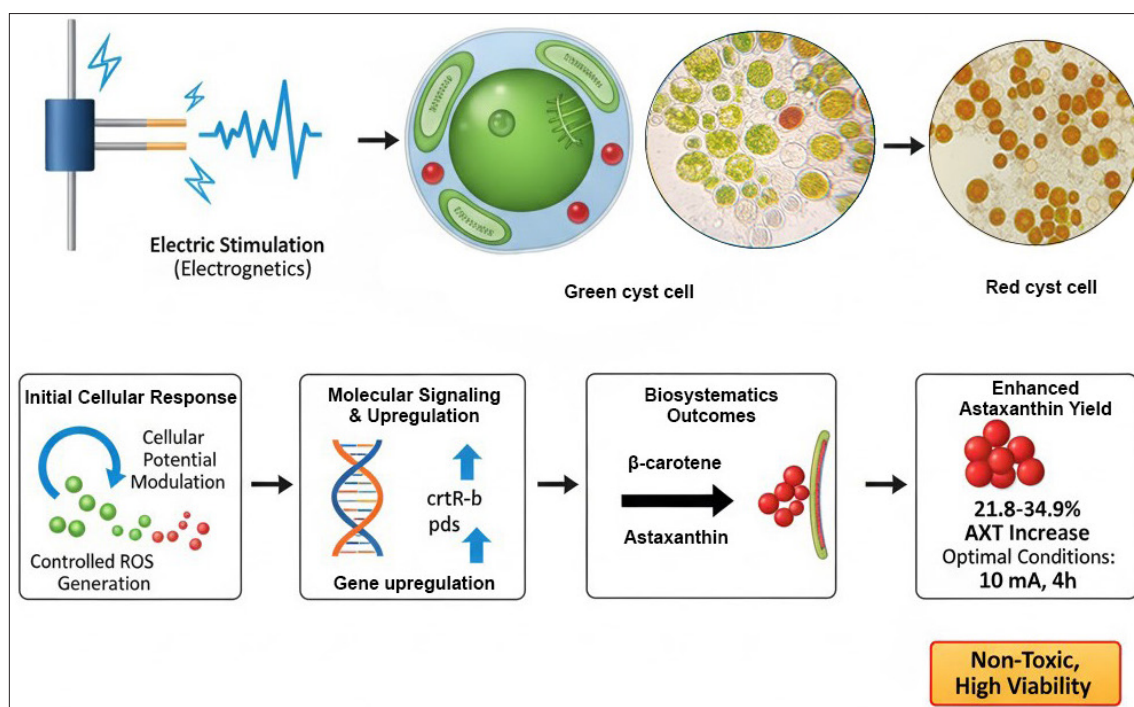 Electric Stimulation
(Electrognetics)
Green cyst cell
Red cyst cell
Initial Cellular Response
Cellular
Potential
Modulation
Controlled ROS
Generation
Molecular Signaling
& Upregulation
crtR-b
pds
Gene upregulation
Biosystematics
Outcomes
β-carotene
Astaxanthin
Enhanced
Astaxanthin Yield
21.8-34.9%
AXT Increase
Optimal Conditions:
10 mA, 4h
Non-Toxic,
High Viability